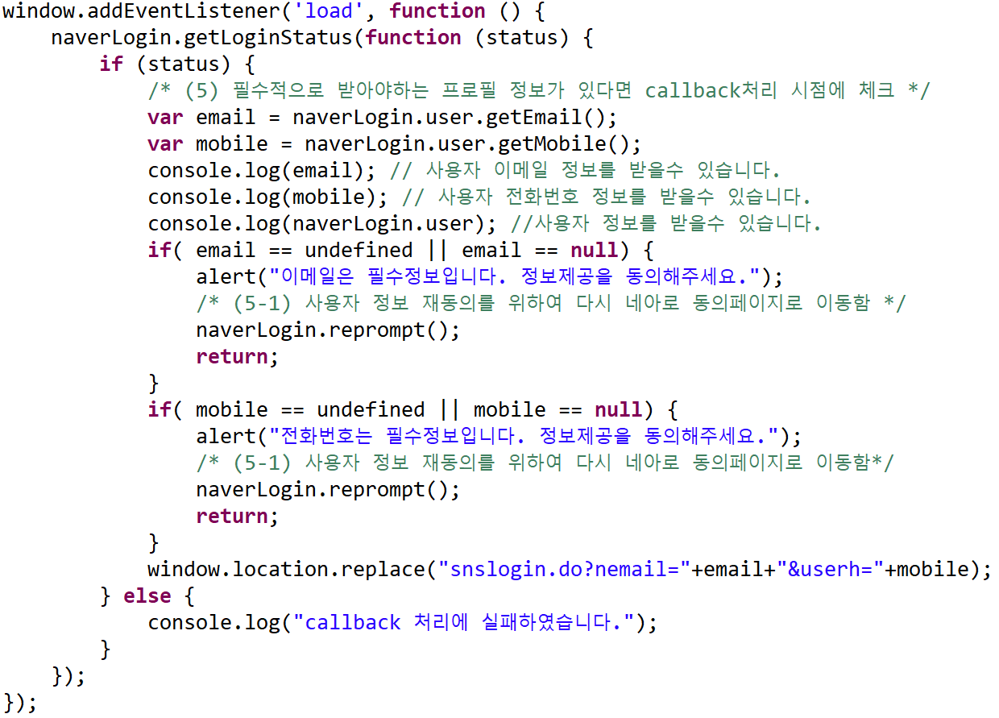 window.addEventListener('load', function () {
    naverLogin.getLoginStatus(function (status) {
        if (status) {
            /* (5) 필수적으로 받아야하는 프로필 정보가 있다면 callback처리 시점에 체크 */
            var email = naverLogin.user.getEmail();
            var mobile = naverLogin.user.getMobile();
            console.log(email); // 사용자 이메일 정보를 받을수 있습니다.
            console.log(mobile); // 사용자 전화번호 정보를 받을수 있습니다.
            console.log(naverLogin.user); //사용자 정보를 받을수 있습니다.
            if( email == undefined || email == null) {
                alert("이메일은 필수정보입니다. 정보제공을 동의해주세요.");
                /* (5-1) 사용자 정보 재동의를 위하여 다시 네아로 동의페이지로 이동함 */
                naverLogin.reprompt();
                return;
            }
            if( mobile == undefined || mobile == null) {
                alert("전화번호는 필수정보입니다. 정보제공을 동의해주세요.");
                /* (5-1) 사용자 정보 재동의를 위하여 다시 네아로 동의페이지로 이동함*/
                naverLogin.reprompt();
                return;
            }
            window.location.replace("snslogin.do?nemail="+email+"&userh="+mobile);
        } else {
            console.log("callback 처리에 실패하였습니다.");
        }
    });
});